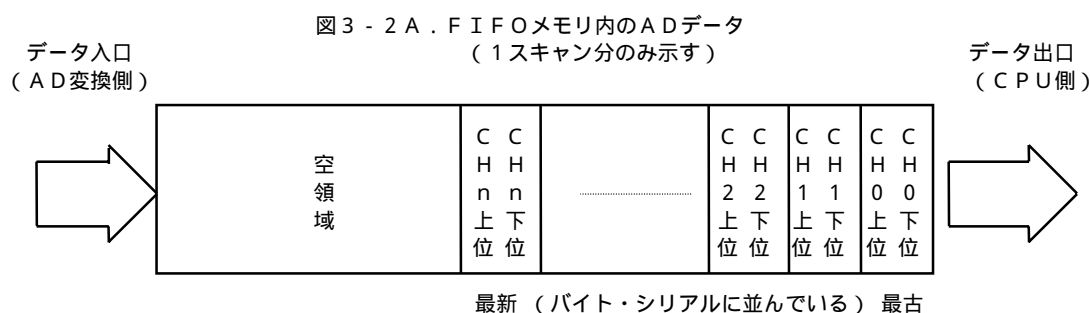 図3-2A.FIFOメモリ内のADデータ
(1スキャン分のみ示す)
データ入口
(AD変換側)
データ出口
(CPU側)
空領域
CHn上位
CHn下位
CH2上位
CH2下位
CH1上位
CH1下位
CH0上位
CH0下位
最新 (バイト・シリアルに並んでいる) 最古